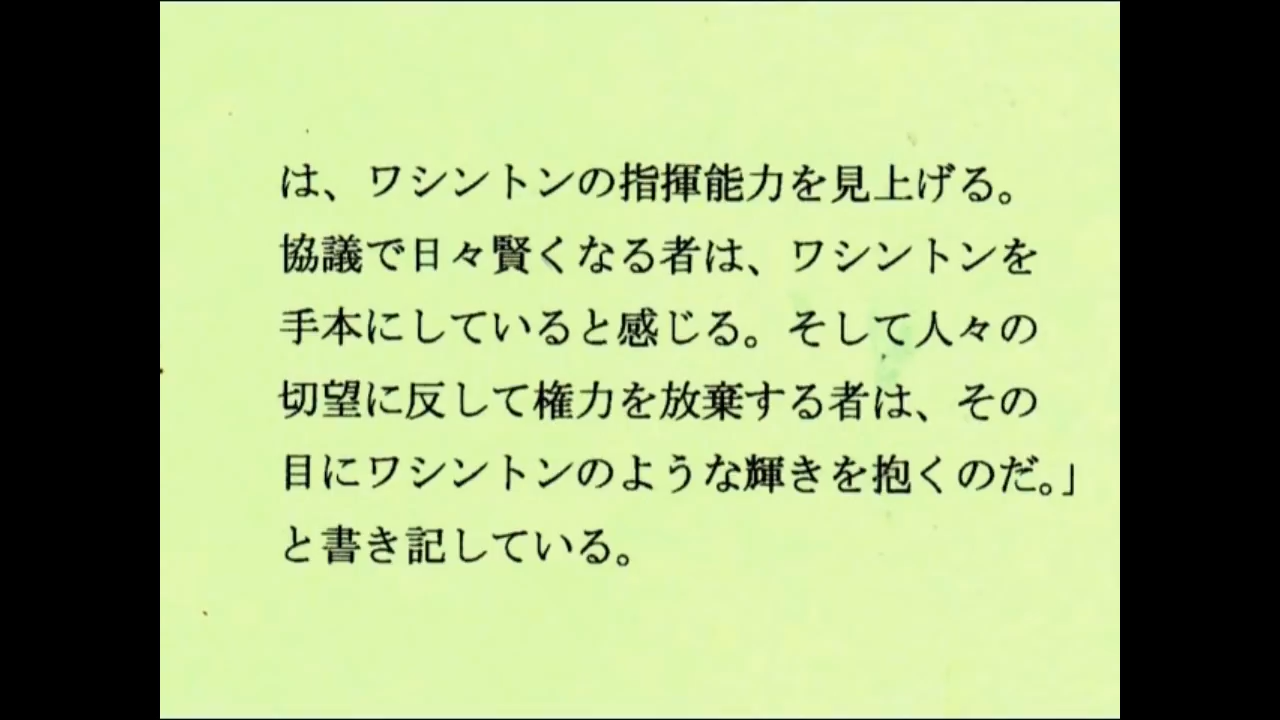 は、ワシントンの指揮能力を見上げる。
協議で日々賢くなる者は、ワシントンを
手本にしていると感じる。そして人々の
切望に反して権力を放棄する者は、その
目にワシントンのような輝きを抱くのだ。」
と書き記している。